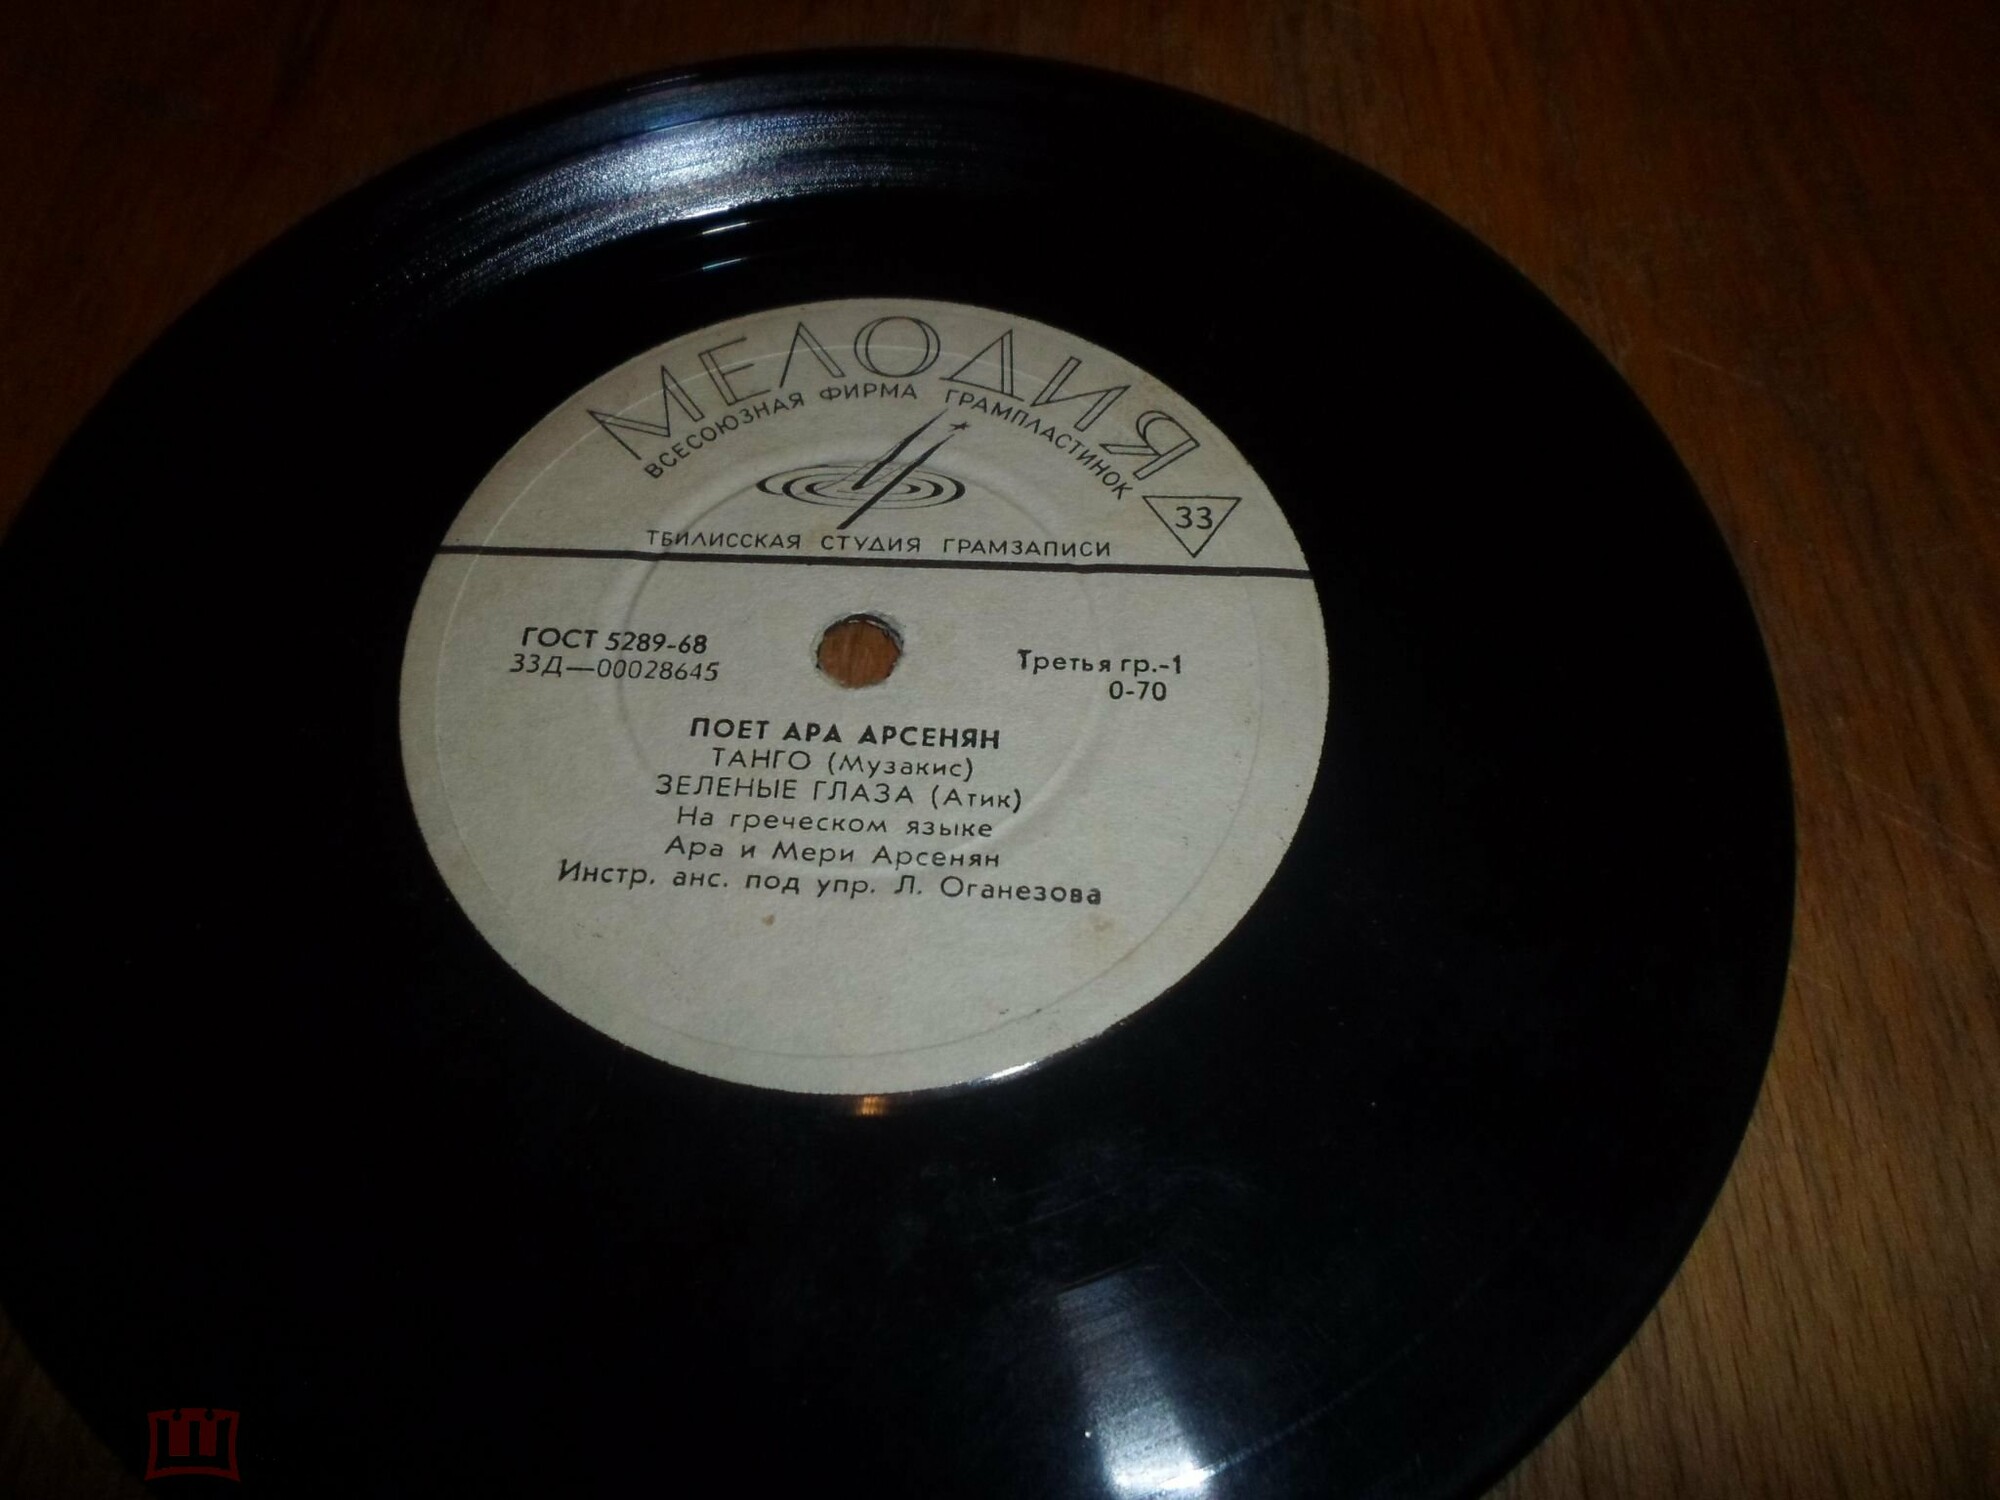 МЕЛОДИЯ
ВСЕСОЮЗНАЯ ФИРМА ГРАМПЛАСТИНОК
33
ТБИЛИССКАЯ СТУДИЯ ГРАМЗАПИСИ
ГОСТ 5289-68
33Д—00028645
Третья гр.-1
0-70
ПОЕТ АРА АРСЕНЯН
ТАНГО (Музакис)
ЗЕЛЕНЫЕ ГЛАЗА (Атик)
На греческом языке
Ара и Мери Арсенян
Инстр. анс. под упр. Л. Оганезова